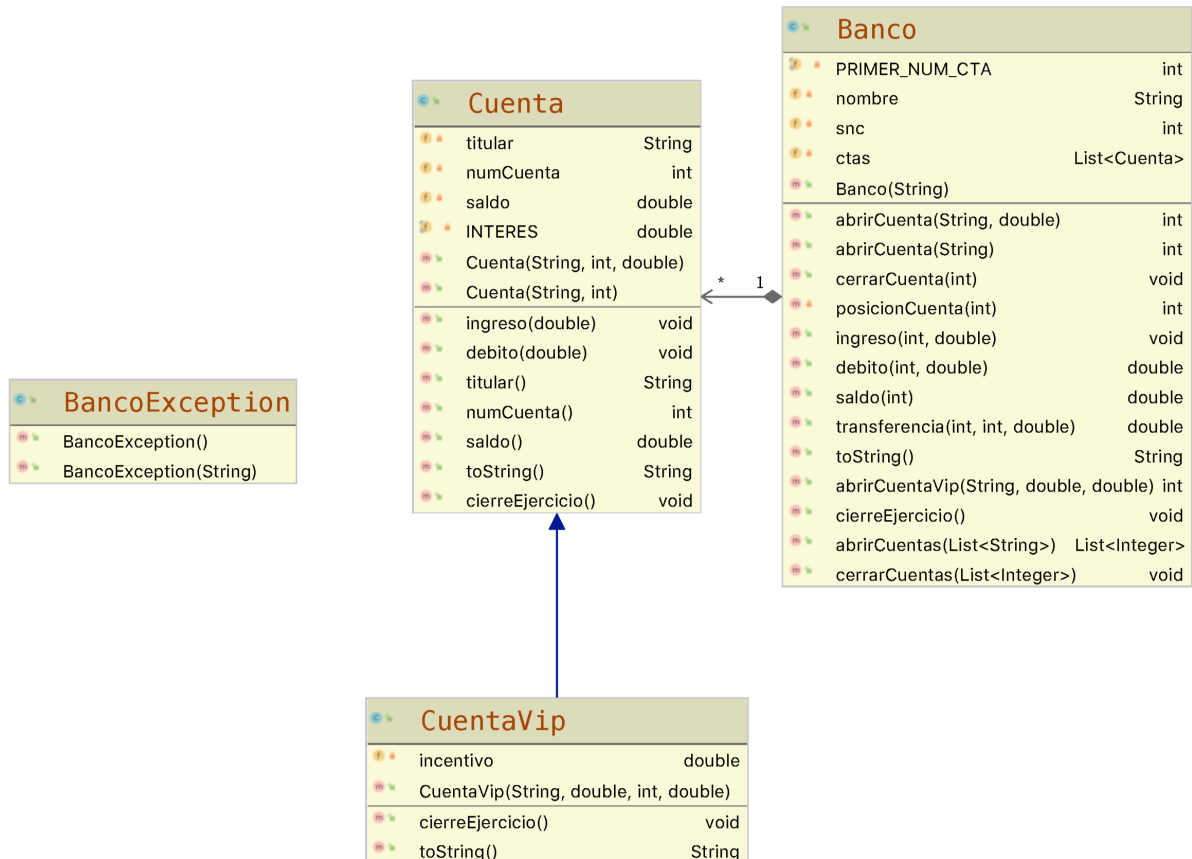 Banco
PRIMER_NUM_CTA int
nombre String
snc int
ctas List<Cuenta>
Banco(String)
abrirCuenta(String, double) int
abrirCuenta(String) int
cerrarCuenta(int) void
posicionCuenta(int) int
ingreso(int, double) void
debito(int, double) double
saldo(int) double
transferencia(int, int, double) double
toString() String
abrirCuentaVip(String, double, double) int
cierreEjercicio() void
abrirCuentas(List<String>) List<Integer>
cerrarCuentas(List<Integer>) void
Cuenta
titular String
numCuenta int
saldo double
INTERES double
Cuenta(String, int, double)
Cuenta(String, int)
ingreso(double) void
debito(double) void
titular() String
numCuenta() int
saldo() double
toString() String
cierreEjercicio() void
* 1
BancoException
BancoException()
BancoException(String)
CuentaVip
incentivo double
CuentaVip(String, double, int, double)
cierreEjercicio() void
toString() String